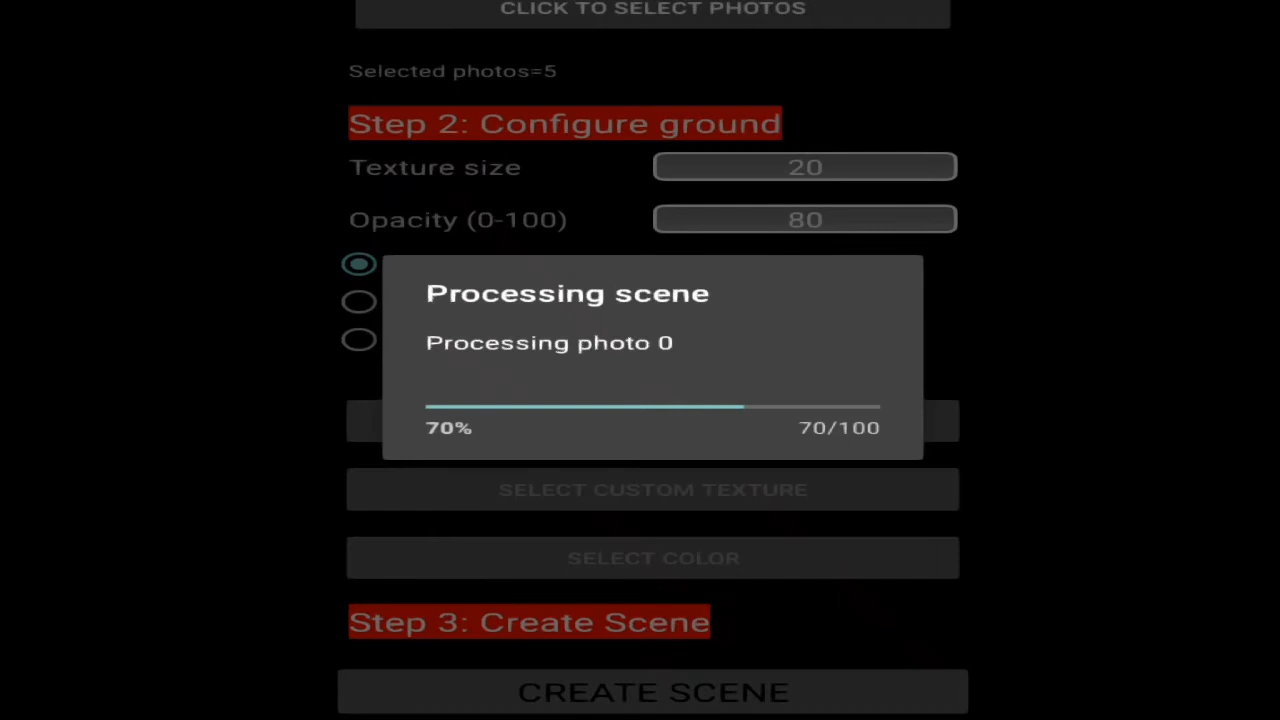 CLICK TO SELECT PHOTOS
Selected photos=5
Step 2: Configure ground
Texture size
20
Opacity (0-100)
80
Processing scene
Processing photo 0
70%
70/100
SELECT CUSTOM TEXTURE
SELECT COLOR
Step 3: Create Scene
CREATE SCENE